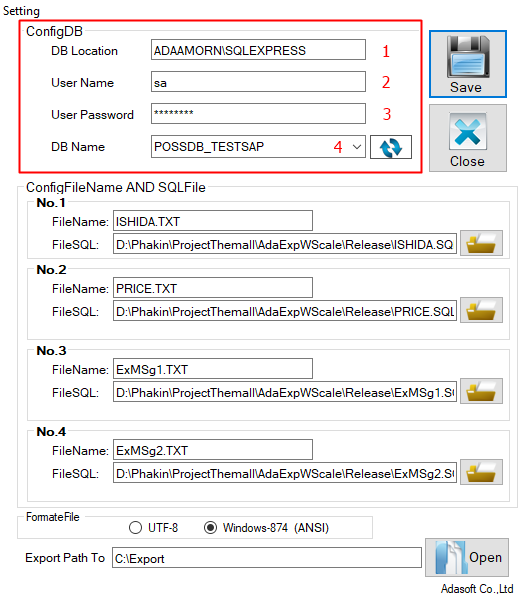 Setting
ConfigDB
DB Location ADAAMORN\SQLEXPRESS 1
User Name sa 2
User Password ******** 3
DB Name POSSDB_TESTSAP 4
Save
Close
ConfigFileName AND SQLFile
No.1
FileName: ISHIDA.TXT
FileSQL: D:\Phakin\ProjectThemall\AdaExpWScale\Release\ISHIDA.SQ
No.2
FileName: PRICE.TXT
FileSQL: D:\Phakin\ProjectThemall\AdaExpWScale\Release\PRICE.SQL
No.3
FileName: ExMSg1.TXT
FileSQL: D:\Phakin\ProjectThemall\AdaExpWScale\Release\ExMSg1.S
No.4
FileName: ExMSg2.TXT
FileSQL: D:\Phakin\ProjectThemall\AdaExpWScale\Release\ExMSg2.S
FormateFile
UTF-8 Windows-874 (ANSI)
Export Path To C:\Export Open
Adasoft Co.,Ltd